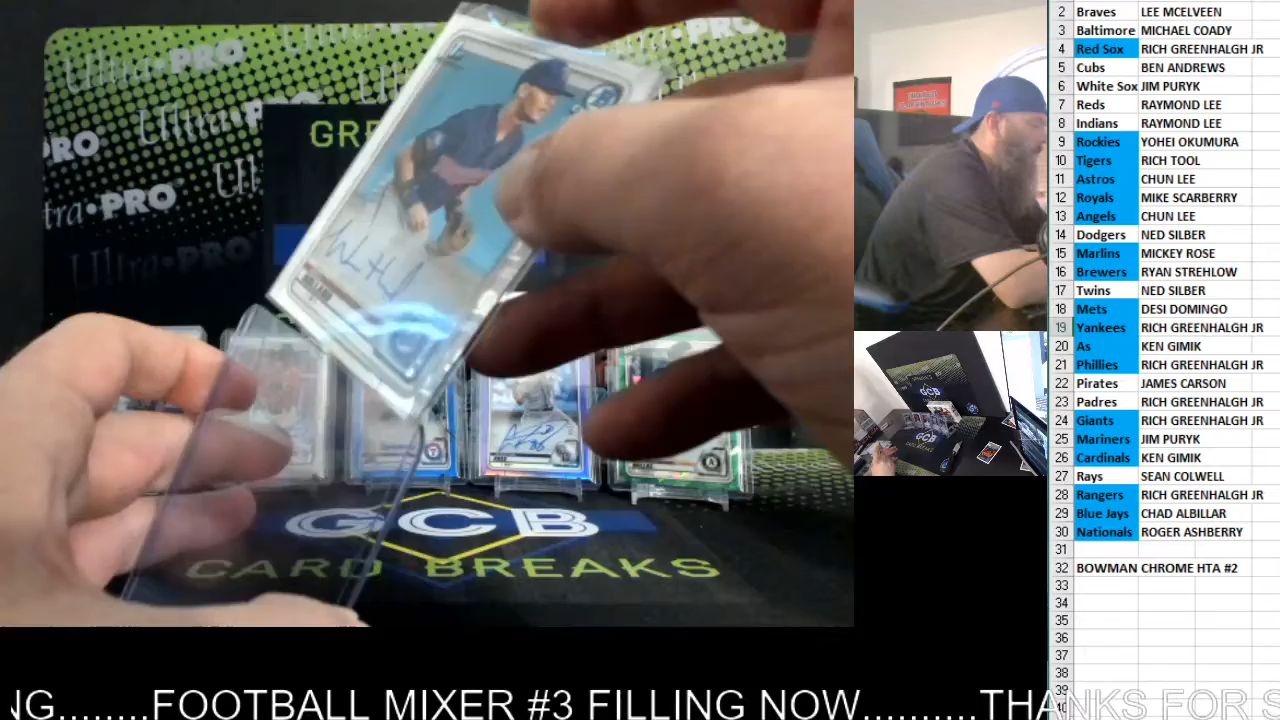 Ultra•PRO
GCB
CARD BREAKS
2 Braves LEE MCELVEEN
3 Baltimore MICHAEL COADY
4 Red Sox RICH GREENHALGH JR
5 Cubs BEN ANDREWS
6 White Sox JIM PURYK
7 Reds RAYMOND LEE
8 Indians RAYMOND LEE
9 Rockies YOHEI OKUMURA
10 Tigers RICH TOOL
11 Astros CHUN LEE
12 Royals MIKE SCARBERRY
13 Angels CHUN LEE
14 Dodgers NED SILBER
15 Marlins MICKEY ROSE
16 Brewers RYAN STREHLOW
17 Twins NED SILBER
18 Mets DESI DOMINGO
19 Yankees RICH GREENHALGH JR
20 As KEN GIMIK
21 Phillies RICH GREENHALGH JR
22 Pirates JAMES CARSON
23 Padres RICH GREENHALGH JR
24 Giants RICH GREENHALGH JR
25 Mariners JIM PURYK
26 Cardinals KEN GIMIK
27 Rays SEAN COLWELL
28 Rangers RICH GREENHALGH JR
29 Blue Jays CHAD ALBILLAR
30 Nationals ROGER ASHBERRY
31
32 BOWMAN CHROME HTA #2
33
34
35
36
37
38
39
40
NG........FOOTBALL MIXER #3 FILLING NOW..........THANKS FOR S